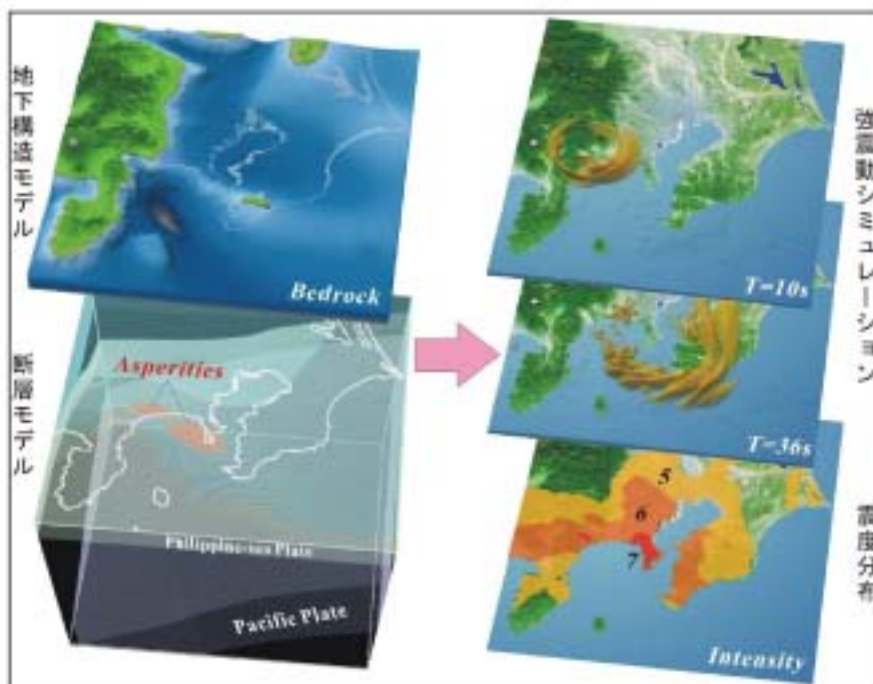 地下構造モデル
Bedrock
断層モデル
Asperities
Philippine-sea Plate
Pacific Plate
強震動シミュレーション
T=10s
T=36s
震度分布
5
6
7
Intensity